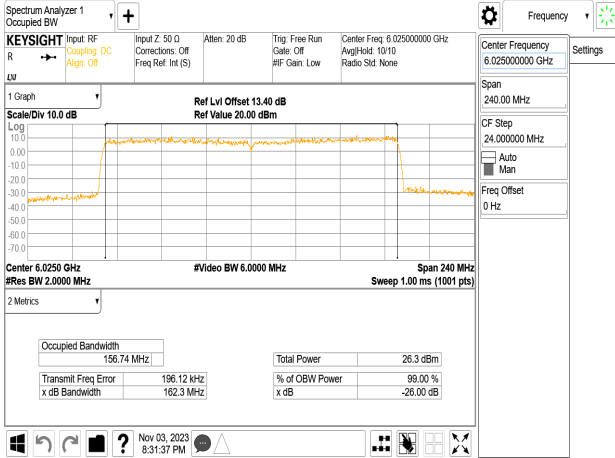 Spectrum Analyzer 1
Occupied BW
+
Frequency
KEYSIGHT
R
Input: RF
Coupling: DC
Align: Off
Input Z: 50 Ω
Corrections: Off
Freq Ref: Int (S)
Atten: 20 dB
Trig: Free Run
Gate: Off
#IF Gain: Low
Center Freq: 6.025000000 GHz
Avg|Hold: 10/10
Radio Std: None
Center Frequency
6.025000000 GHz
Settings
Span
240.00 MHz
CF Step
24.000000 MHz
Auto
Man
Freq Offset
0 Hz
1 Graph
Scale/Div 10.0 dB
Ref Lvl Offset 13.40 dB
Ref Value 20.00 dBm
Log
10.0
0.00
-10.0
-20.0
-30.0
-40.0
-50.0
-60.0
-70.0
Center 6.0250 GHz
#Video BW 6.0000 MHz
Span 240 MHz
#Res BW 2.0000 MHz
Sweep 1.00 ms (1001 pts)
2 Metrics
Occupied Bandwidth
156.74 MHz
Total Power 26.3 dBm
Transmit Freq Error 196.12 kHz
% of OBW Power 99.00 %
x dB Bandwidth 162.3 MHz
x dB -26.00 dB
?
Nov 03, 2023
8:31:37 PM